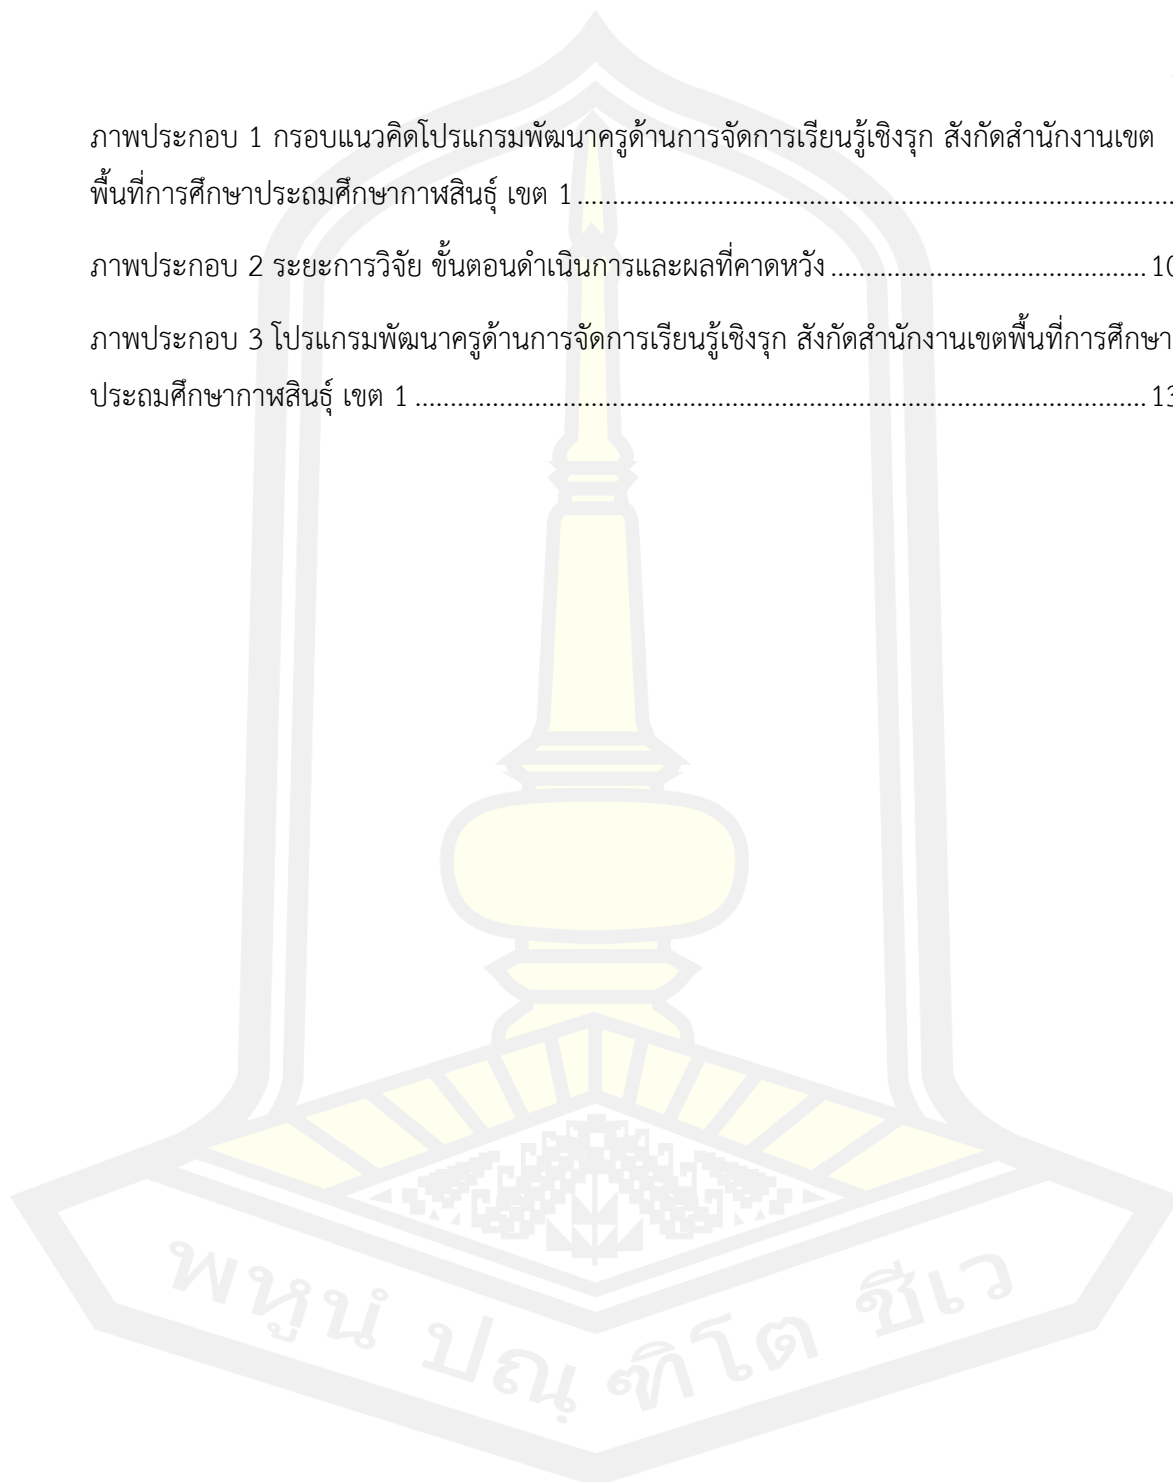 ภาพประกอบ 1 กรอบแนวคิดโปรแกรมพัฒนาครูด้านการจัดการเรียนรู้เชิงรุก สังกัดสำนักงานเขต
พื้นที่การศึกษาประถมศึกษากาฬสินธุ์ เขต 1 ..........................................................................................
ภาพประกอบ 2 ระยะการวิจัย ขั้นตอนดำเนินการและผลที่คาดหวัง ................................................ 10
ภาพประกอบ 3 โปรแกรมพัฒนาครูด้านการจัดการเรียนรู้เชิงรุก สังกัดสำนักงานเขตพื้นที่การศึกษา
ประถมศึกษากาฬสินธุ์ เขต 1 ................................................................................................................ 13
พหูนํ ปณฺฑิโต ชีเว